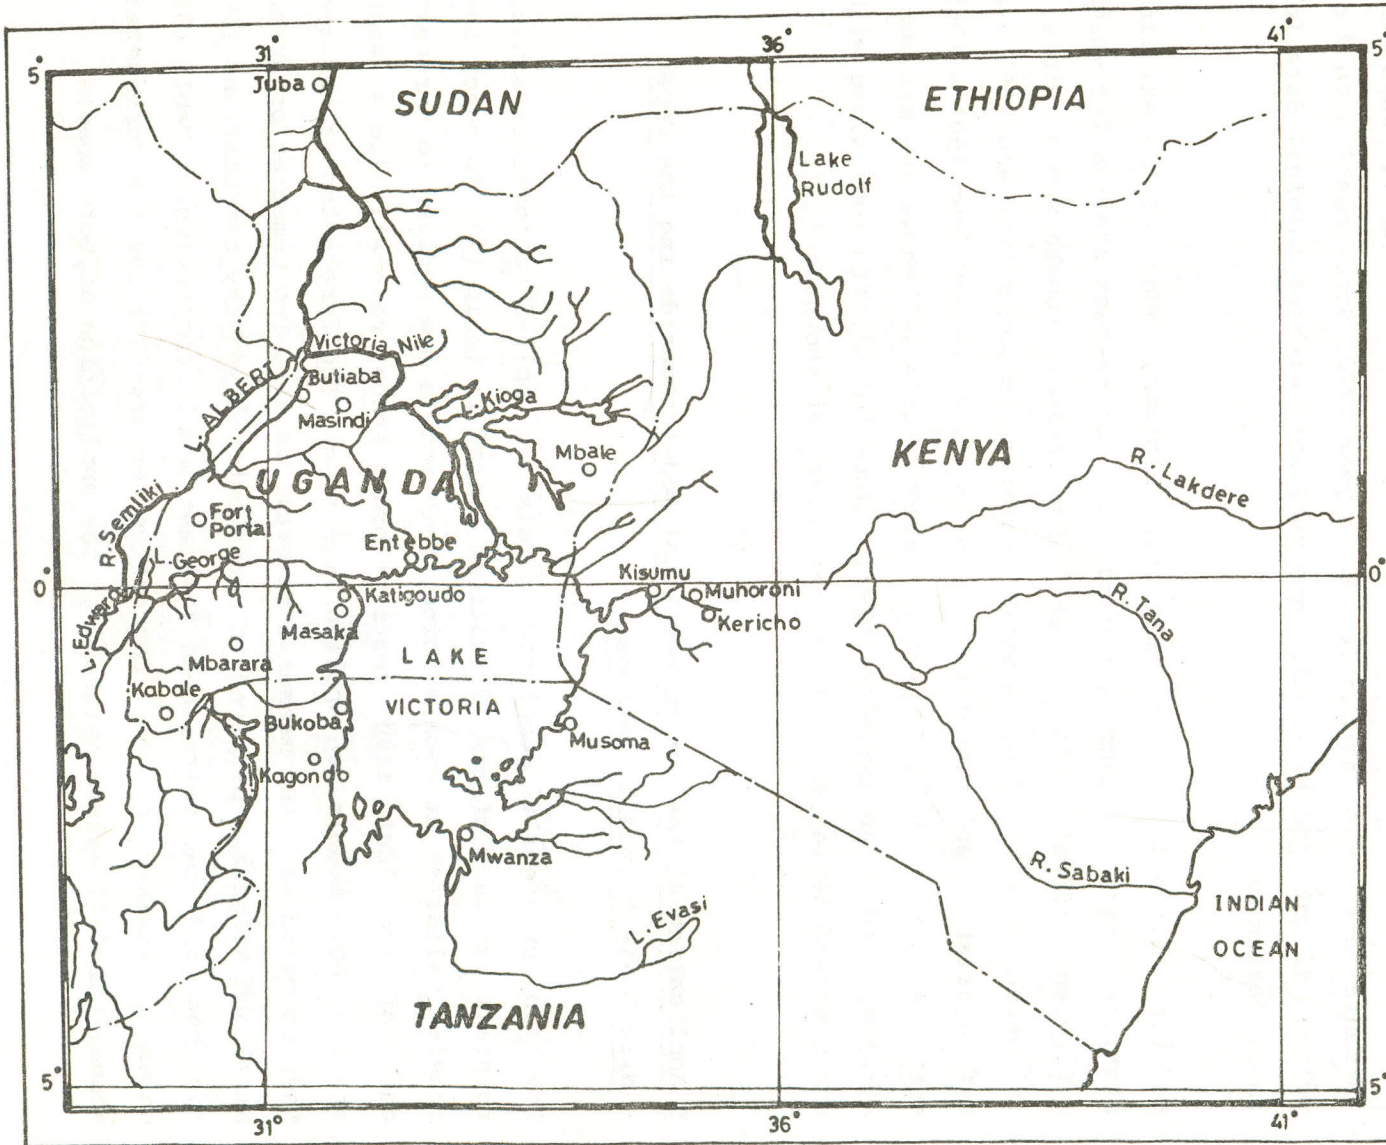 31°
36°
41°
5°
5°
Juba
SUDAN
ETHIOPIA
Lake
Rudolf
Victoria Nile
L. ALBERT
Butiaba
Masindi
L. Kioga
Mbale
KENYA
R. Lakdere
UGANDA
R. Semliki
Fort
Portal
Entebbe
L. George
Kisumu
Muhoroni
0°
0°
Katigoudo
Kericho
R. Tana
L. Edward
Masaka
Mbarara
LAKE
Kabale
VICTORIA
Bukoba
Musoma
Kagondo
Mwanza
R. Sabaki
INDIAN
OCEAN
L. Evasi
TANZANIA
5°
5°
31°
36°
41°